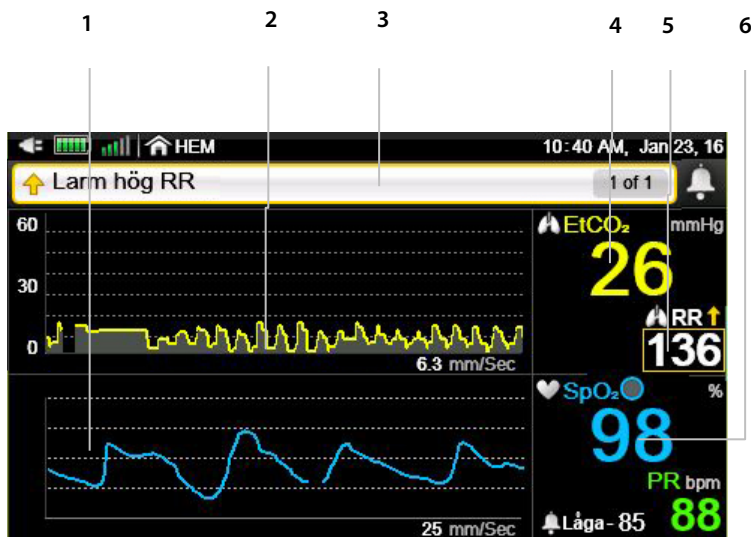 1 2 3 4 5 6
HEM 10:40 AM, Jan 23, 16
Larm hög RR 1 of 1
60 EtCO₂ mmHg
26
30
RR
0 136
6.3 mm/Sec
SpO₂ %
98
PR bpm
Låga- 85 88
25 mm/Sec